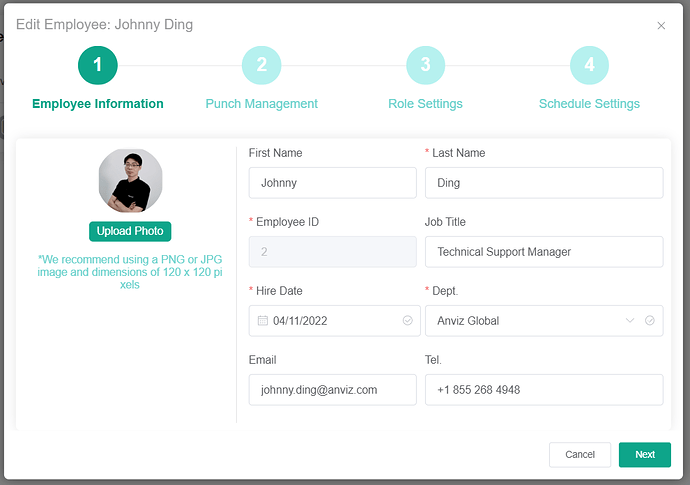 Edit Employee: Johnny Ding
1
2
3
4
Employee Information
Punch Management
Role Settings
Schedule Settings
Upload Photo
*We recommend using a PNG or JPG
image and dimensions of 120 x 120 pi
xels
First Name
* Last Name
Johnny
Ding
* Employee ID
Job Title
2
Technical Support Manager
* Hire Date
* Dept.
04/11/2022
Anviz Global
Email
Tel.
johnny.ding@anviz.com
+1 855 268 4948
Cancel
Next